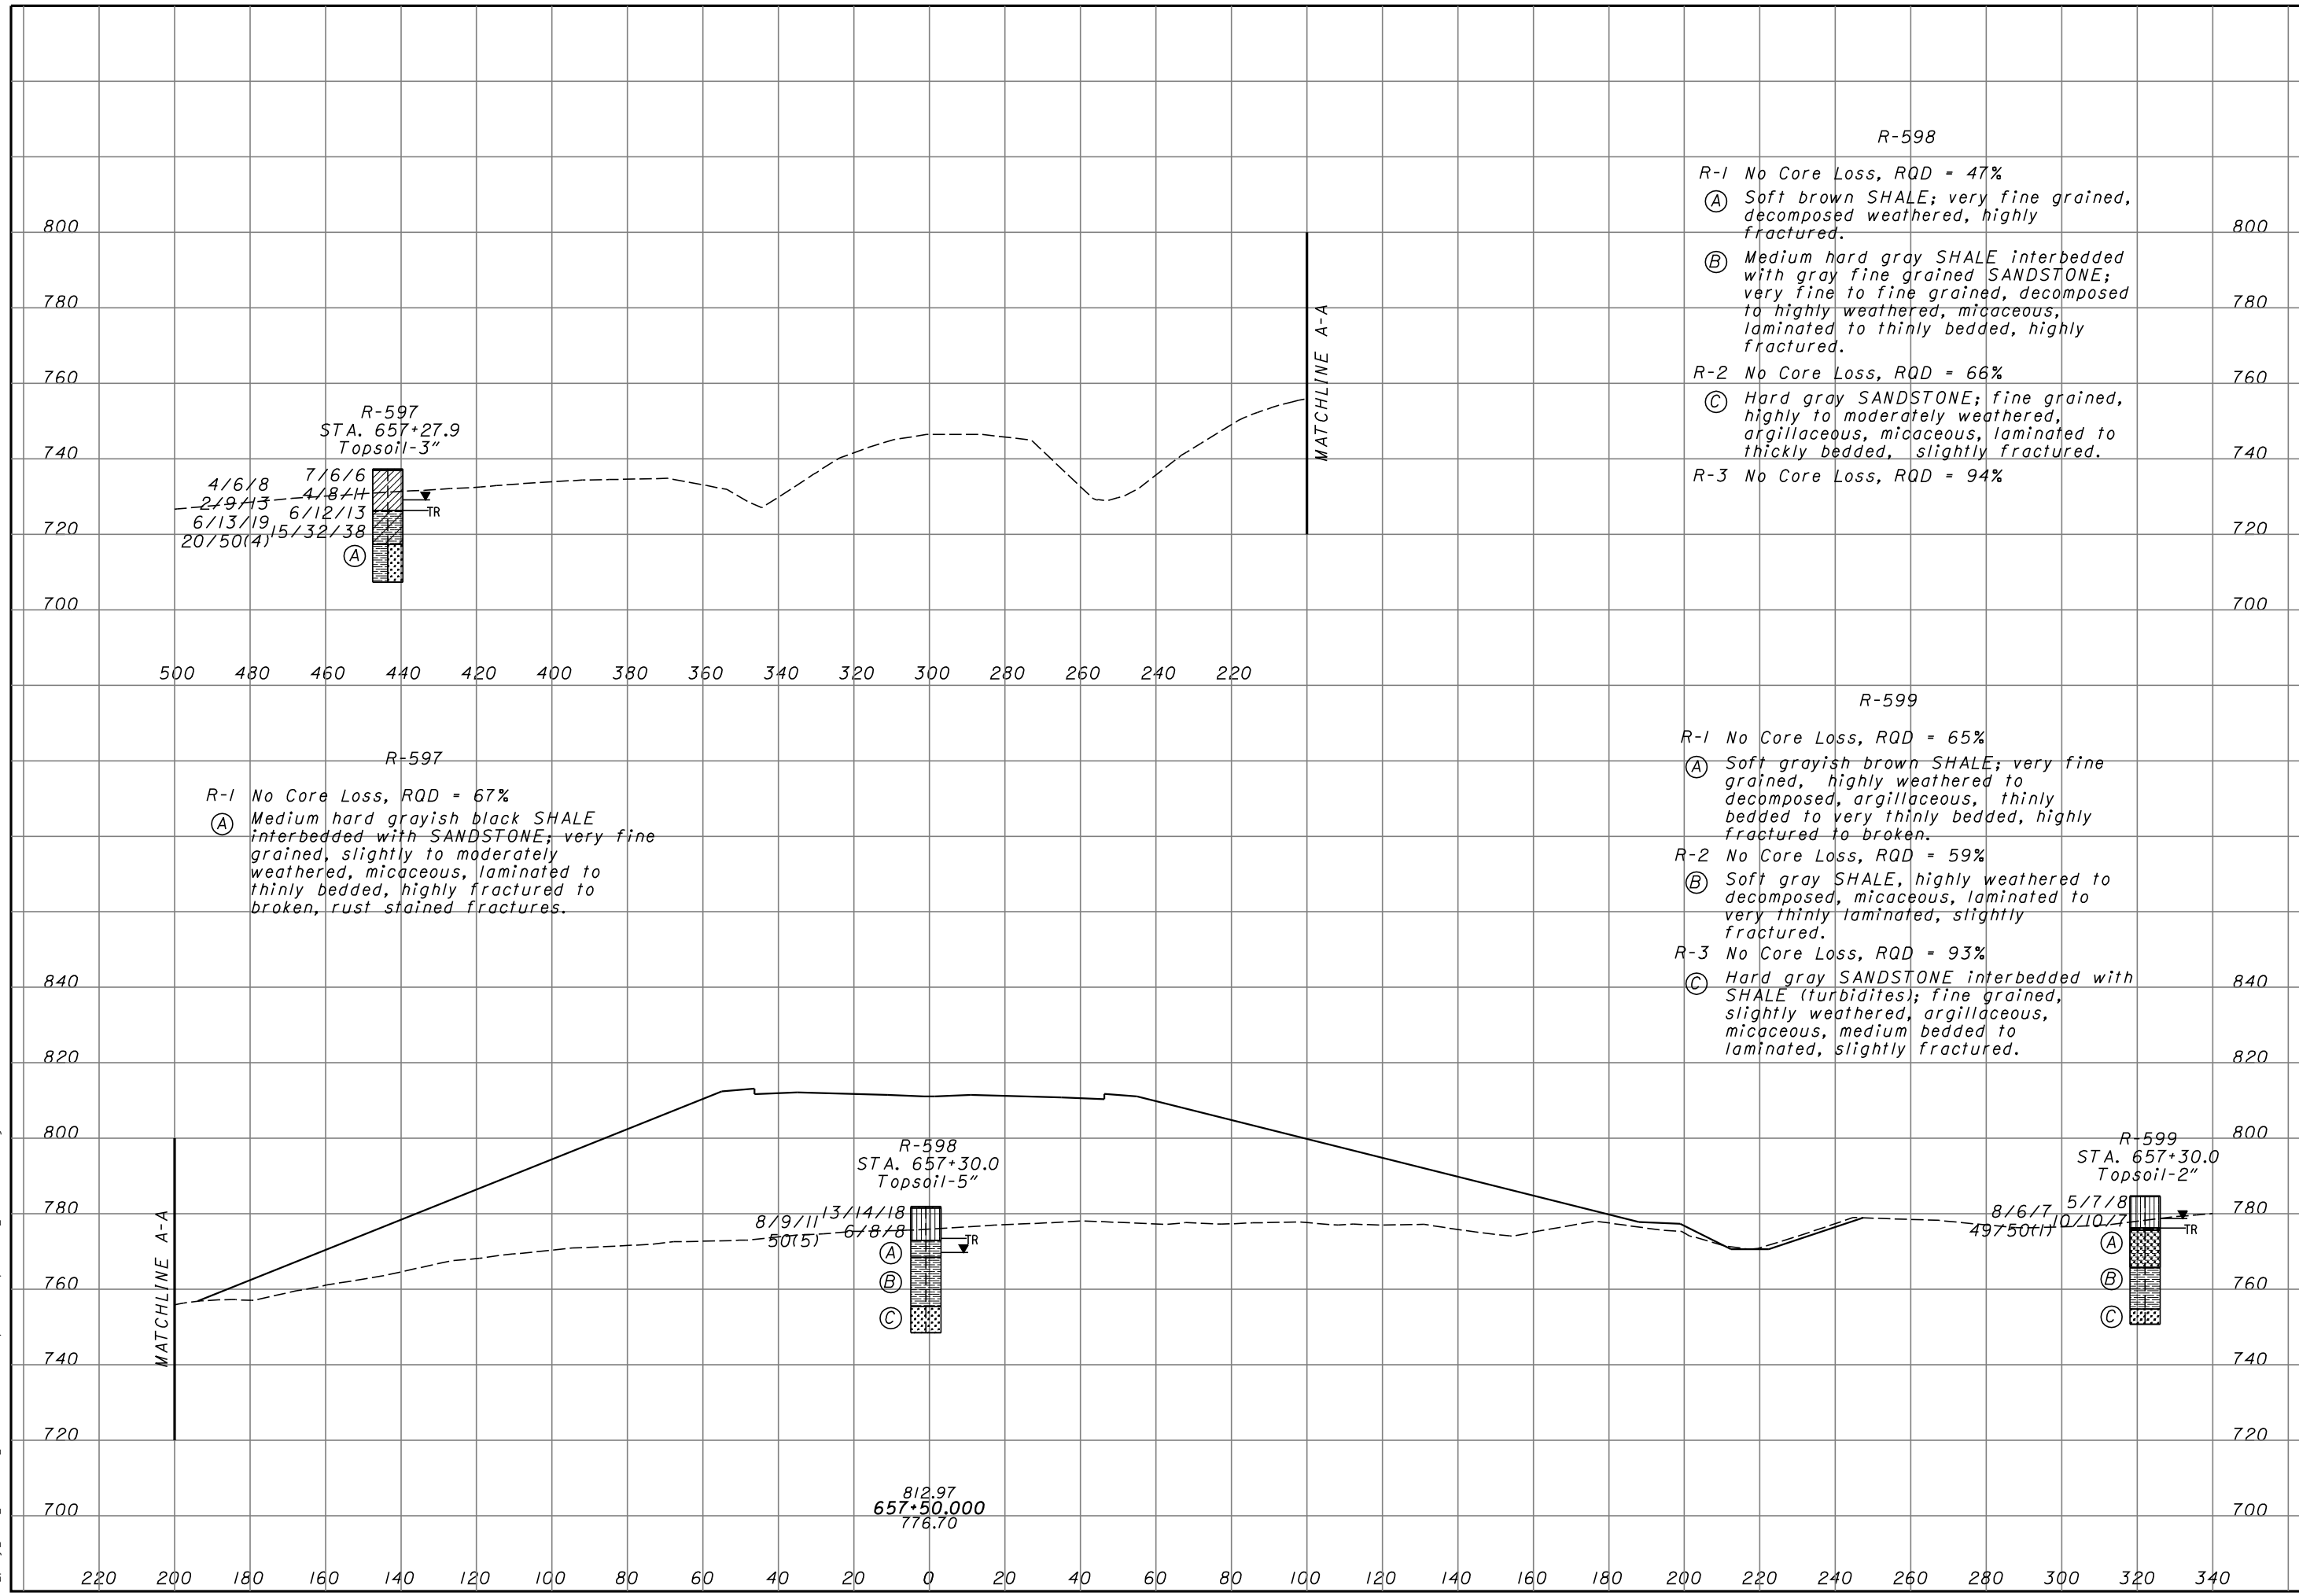 R-598
R-1 No Core Loss, RQD = 47%
A Soft brown SHALE; very fine grained,
decomposed weathered, highly
fractured.
B Medium hard gray SHALE interbedded
with gray fine grained SANDSTONE;
very fine to fine grained, decomposed
to highly weathered, micaceous,
laminated to thinly bedded, highly
fractured.
R-2 No Core Loss, RQD = 66%
C Hard gray SANDSTONE; fine grained,
highly to moderately weathered,
argillaceous, micaceous, laminated to
thickly bedded, slightly fractured.
R-3 No Core Loss, RQD = 94%
800 800
780 780
760 760
740 740
720 720
700 700
MATCHLINE A-A
R-597
STA. 657+27.9
Topsoil-3"
4/6/8 7/6/6
2/9/13 4/8/11
6/13/19 6/12/13
20/50(4) 15/32/38
TR
A
500 480 460 440 420 400 380 360 340 320 300 280 260 240 220
R-597
R-1 No Core Loss, RQD = 67%
A Medium hard grayish black SHALE
interbedded with SANDSTONE; very fine
grained, slightly to moderately
weathered, micaceous, laminated to
thinly bedded, highly fractured to
broken, rust stained fractures.
R-599
R-1 No Core Loss, RQD = 65%
A Soft grayish brown SHALE; very fine
grained, highly weathered to
decomposed, argillaceous, thinly
bedded to very thinly bedded, highly
fractured to broken.
R-2 No Core Loss, RQD = 59%
B Soft gray SHALE, highly weathered to
decomposed, micaceous, laminated to
very thinly laminated, slightly
fractured.
R-3 No Core Loss, RQD = 93%
C Hard gray SANDSTONE interbedded with
SHALE (turbidites); fine grained,
slightly weathered, argillaceous,
micaceous, medium bedded to
laminated, slightly fractured.
840 840
820 820
800 800
780 780
760 760
740 740
720 720
700 700
MATCHLINE A-A
R-598
STA. 657+30.0
Topsoil-5"
8/9/11 13/14/18
50(5) 6/8/8
TR
A
B
C
R-599
STA. 657+30.0
Topsoil-2"
8/6/7 5/7/8
49/50(1) 10/10/7
TR
A
B
C
812.97
657+50.000
776.70
220 200 180 160 140 120 100 80 60 40 20 0 20 40 60 80 100 120 140 160 180 200 220 240 260 280 300 320 340